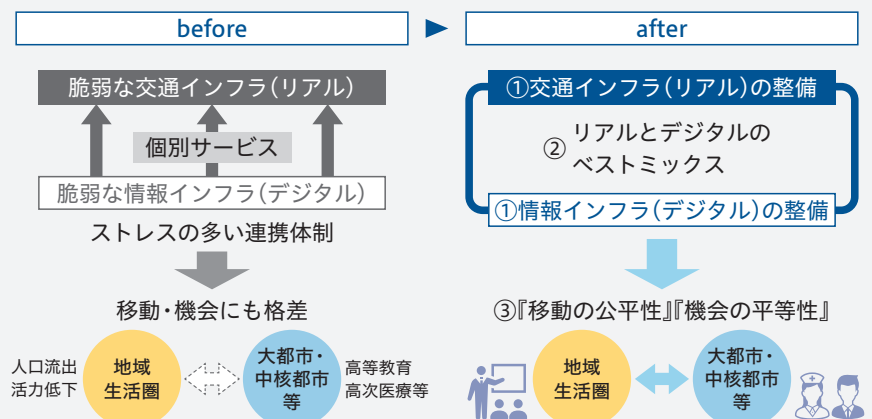 before
脆弱な交通インフラ(リアル)
個別サービス
脆弱な情報インフラ(デジタル)
ストレスの多い連携体制
移動・機会にも格差
人口流出
活力低下
地域
生活圏
大都市・
中核都市
等
高等教育
高次医療等
after
①交通インフラ(リアル)の整備
② リアルとデジタルの
ベストミックス
①情報インフラ(デジタル)の整備
③『移動の公平性』『機会の平等性』
地域
生活圏
大都市・
中核都市
等